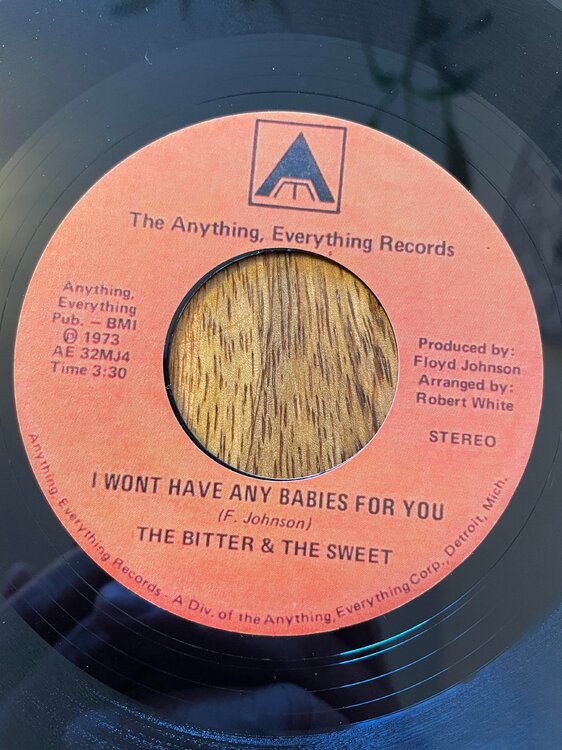 The Anything, Everything Records
Anything,
Everything
Pub. – BMI
Ⓟ 1973
AE 32MJ4
Time 3:30
Produced by:
Floyd Johnson
Arranged by:
Robert White
STEREO
I WONT HAVE ANY BABIES FOR YOU
(F. Johnson)
THE BITTER & THE SWEET
Anything, Everything Records - A Div. of the Anything, Everything Corp., Detroit, Mich.